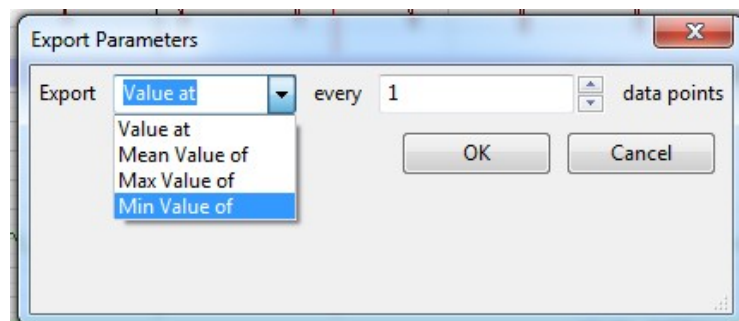 Export Parameters
Export Value at every 1 data points
Value at
Mean Value of
Max Value of
Min Value of
OK Cancel